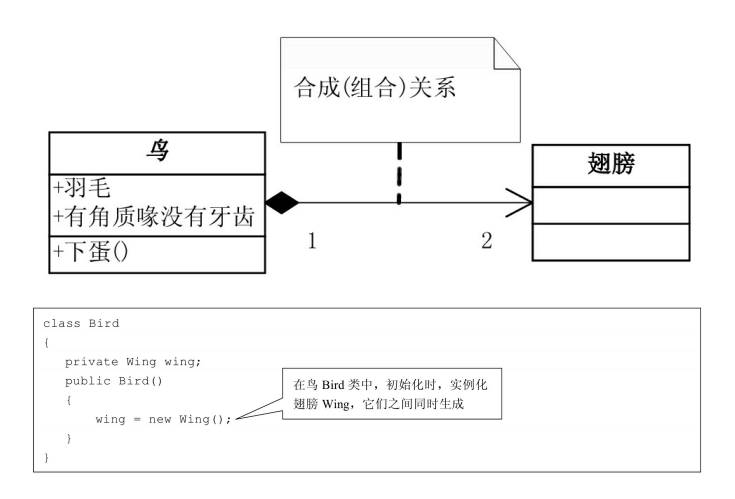 合成(组合)关系
鸟
+羽毛
+有角质喙没有牙齿
+下蛋()
翅膀
1
2
class Bird
{
private Wing wing;
public Bird()
{
wing = new Wing();
}
}
在鸟 Bird 类中，初始化时，实例化
翅膀 Wing，它们之间同时生成